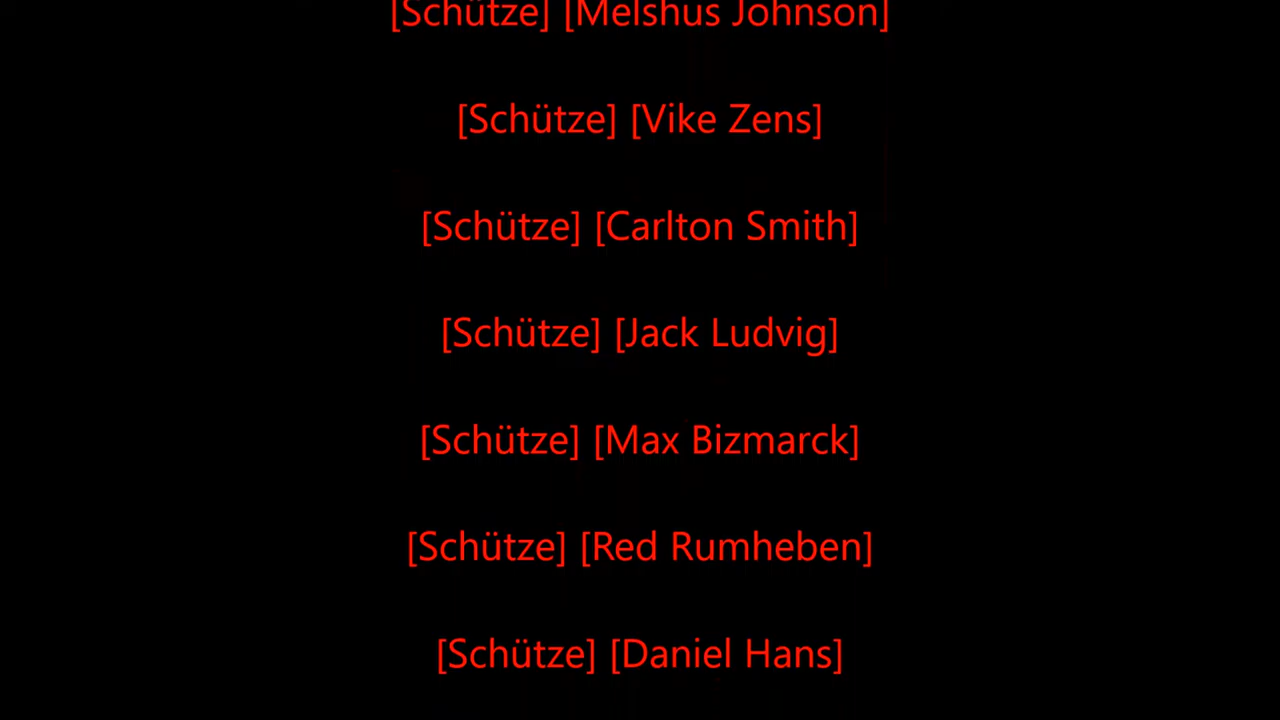 [Schütze] [Melshus Johnson]
[Schütze] [Vike Zens]
[Schütze] [Carlton Smith]
[Schütze] [Jack Ludvig]
[Schütze] [Max Bizmarck]
[Schütze] [Red Rumheben]
[Schütze] [Daniel Hans]